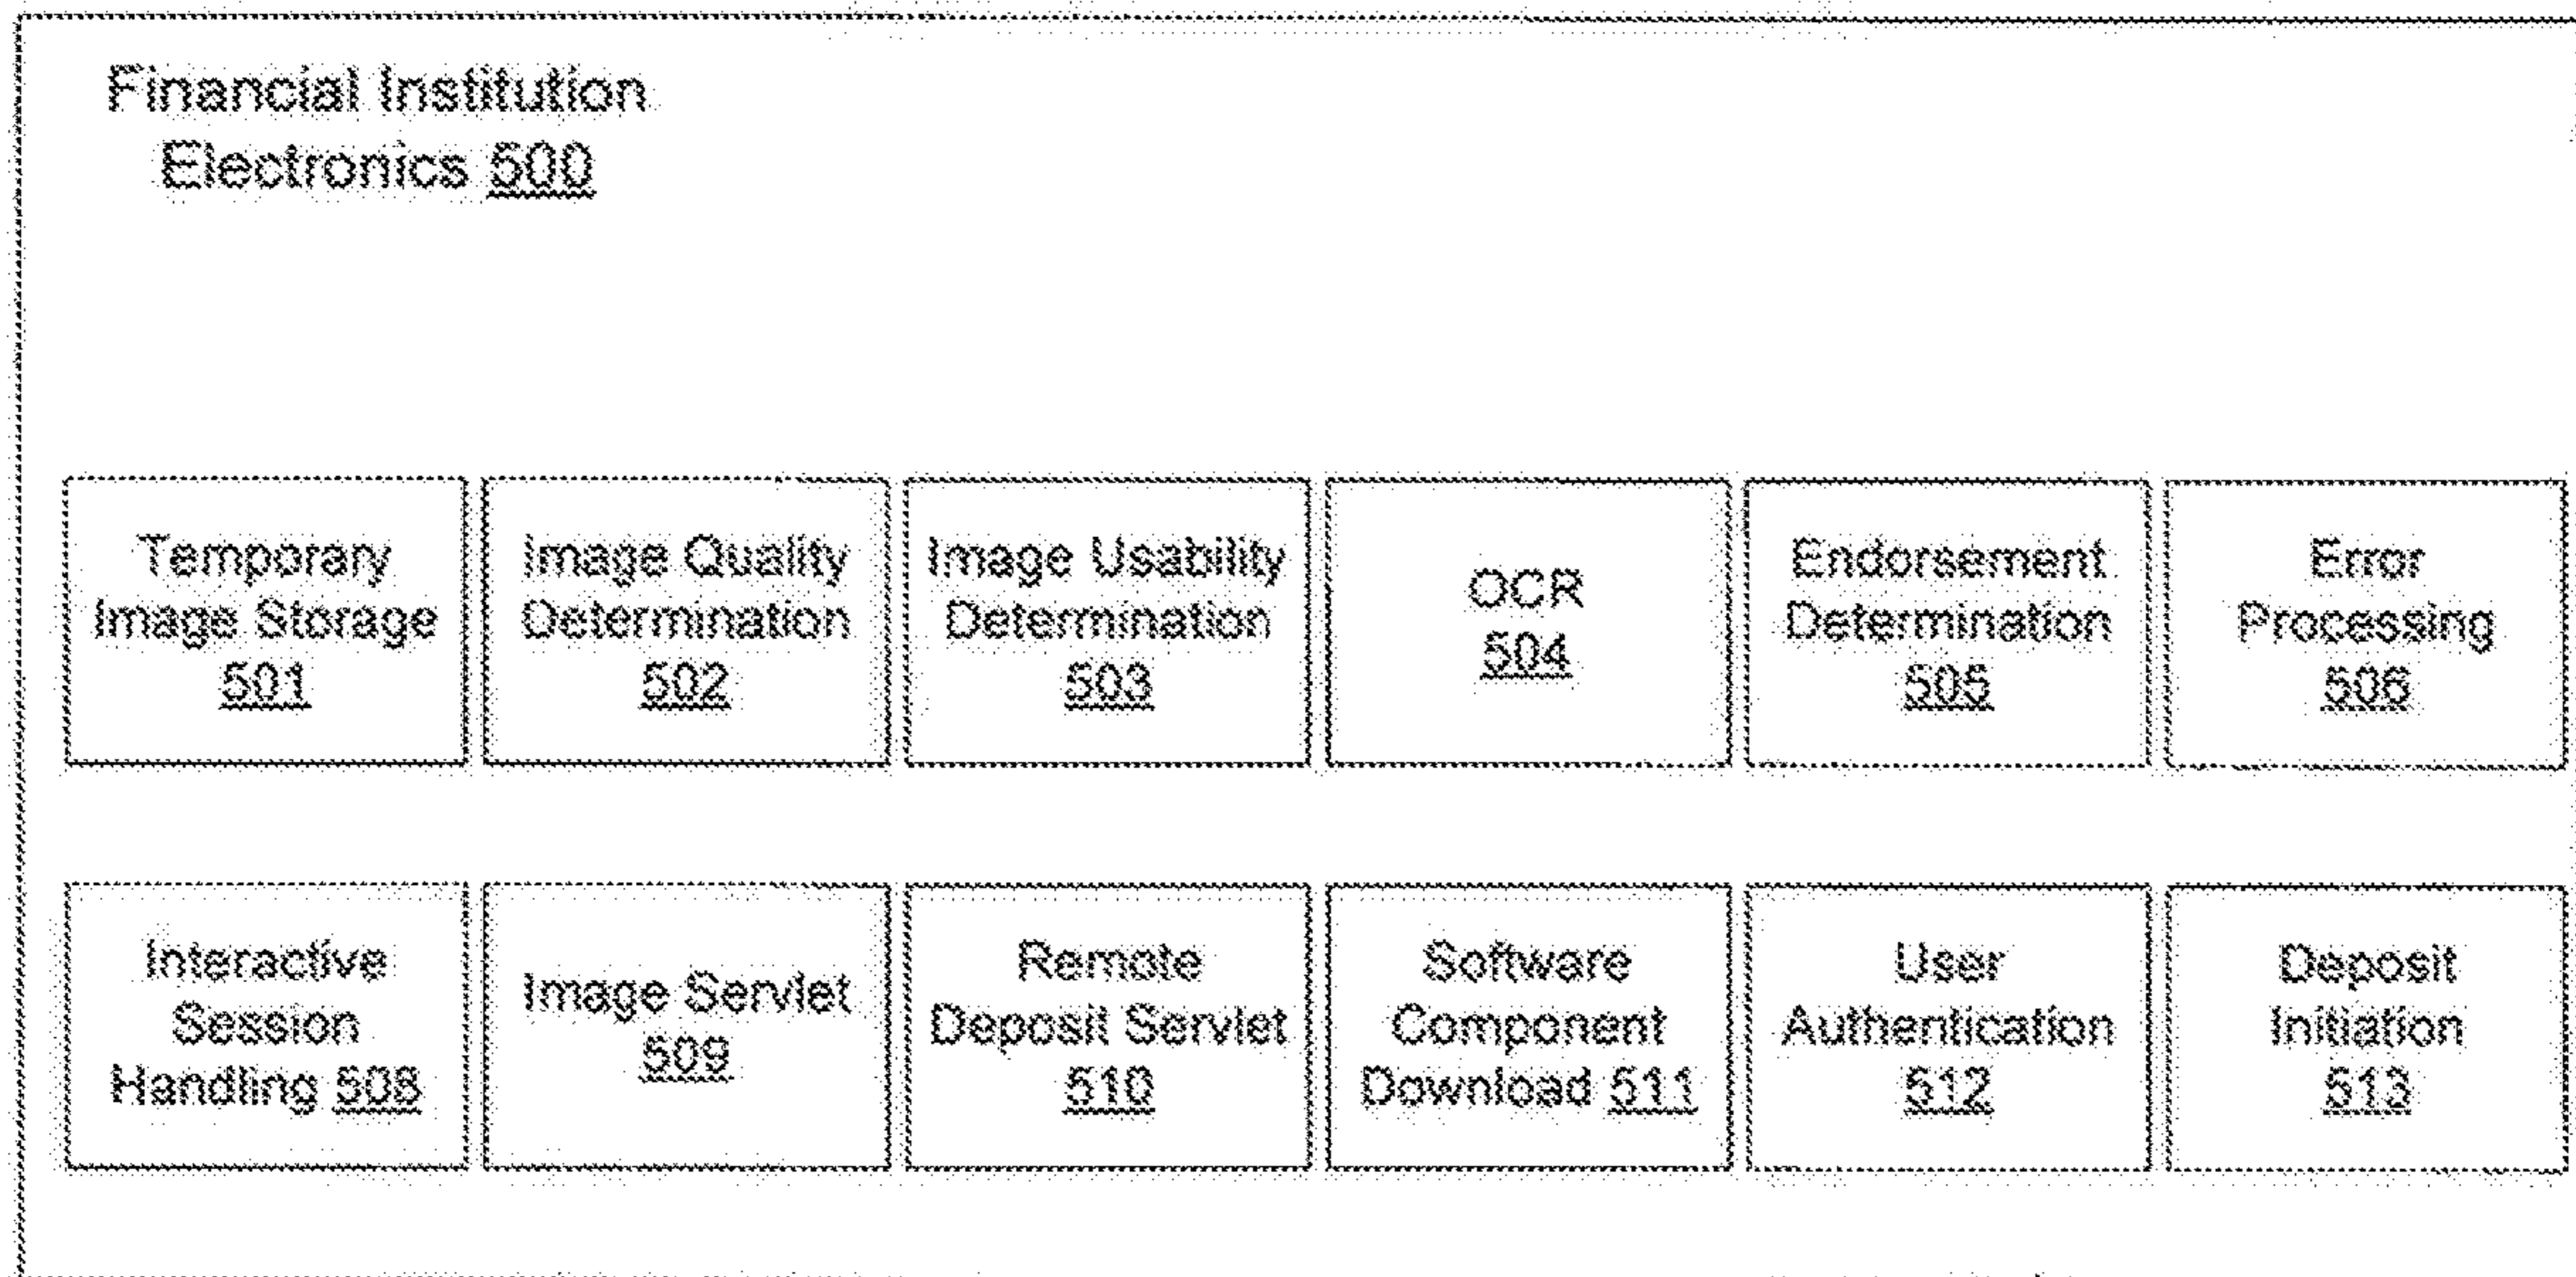 Financial Institution
Electronics 500
Temporary
Image Storage
501
Image Quality
Determination
502
Image Usability
Determination
503
OCR
504
Endorsement
Determination
505
Error
Processing
506
Interactive
Session
Handling 508
Image Servlet
509
Remote
Deposit Servlet
510
Software
Component
Download 511
User
Authentication
512
Deposit
Initiation
513